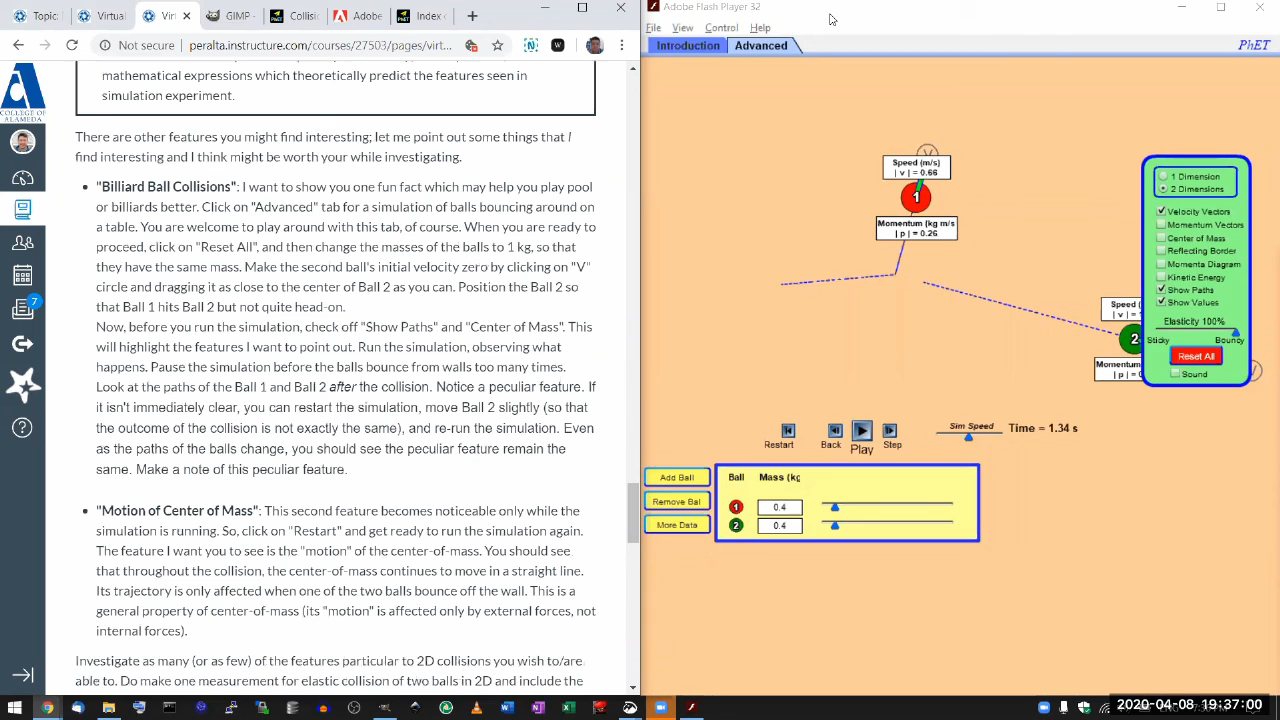 Topics
Virtual
Virtu
GIMP -
Collisi
Adobe
Index o
Not secure
peralta.instructure.com/courses/27503/pages/virt...
COLLEGE OF
ALAMEDA
7
mathematical expressions which theoretically predict the features seen in
simulation experiment.
There are other features you might find interesting; let me point out some things that I
find interesting and I think might be worth your while investigating.
"Billiard Ball Collisions": I want to show you one fun fact which may help you play pool
or billiards better. Click on "Advanced" tab for a simulation of balls bouncing around on
a table. You are welcome to play around with this tab, of course. When you are ready to
proceed, click on "Reset All", and then change the masses of the balls to 1 kg, so that
they have the same mass. Make the second ball's initial velocity zero by clicking on "V"
circle and dragging it as close to the center of Ball 2 as you can. Position the Ball 2 so
that Ball 1 hits Ball 2 but not quite head-on.
Now, before you run the simulation, check off "Show Paths" and "Center of Mass". This
will highlight the features I want to point out. Run the simulation, observing what
happens. Pause the simulation before the balls bounce from walls too many times.
Look at the paths of the Ball 1 and Ball 2 after the collision. Notice a peculiar feature. If
it isn't immediately clear, you can restart the simulation, move Ball 2 slightly (so that
the outcome of the collision is not exactly the same), and re-run the simulation. Even
as the paths of the balls change, you should see the peculiar feature remain the
same. Make a note of this peculiar feature.
"Motion of Center of Mass": This second feature becomes noticeable only while the
simulation is running. So, click on "Restart" and get ready to run the simulation again.
The feature I want you to see is the "motion" of the center-of-mass. You should see
that throughout the collision, the center-of-mass continues to move in a straight line.
Its trajectory is only affected when one of the two balls bounce off the wall. This is a
general property of center-of-mass (its "motion" is affected only by external forces, not
internal forces).
Investigate as many (or as few) of the features particular to 2D collisions you wish to/are
able to. Do make one measurement for elastic collision of two balls in 2D and include the
Adobe Flash Player 32
File View Control Help
Introduction Advanced
PhET
V
Speed (m/s)
| v | = 0.66
1
Momentum (kg m/s
| p | = 0.26
Speed (
| v | = 1
2
Momen
| p | = 0
V
1 Dimension
2 Dimensions
Velocity Vectors
Momentum Vectors
Center of Mass
Reflecting Border
Momenta Diagram
Kinetic Energy
Show Paths
Show Values
Elasticity 100%
Sticky Bouncy
Reset All
Sound
Restart Back Play Step
Sim Speed
Time = 1.34 s
Add Ball
Remove Bal
More Data
Ball Mass (kg
1 0.4
2 0.4
2020-04-08 19:37:00